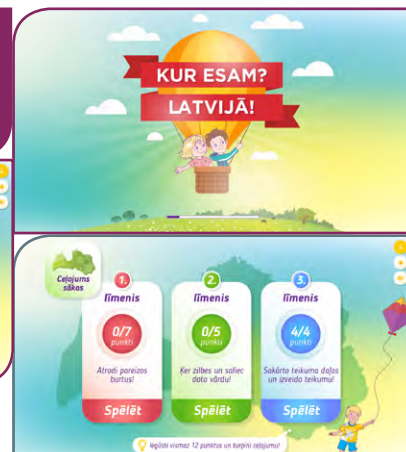 KUR ESAM?
LATVIJĀ!
Ceļojums
sākas
1.
līmenis
0/7
punkti
Atrodi pareizos
burtus!
Spēlēt
2.
līmenis
0/5
punkti
Ķer zilbes un saliec
doto vārdu!
Spēlēt
3.
līmenis
4/4
punkti
Sakārto teikuma daļas
un izveido teikumu!
Spēlēt
Iegūsti vismaz 12 punktus un turpini ceļojumu!